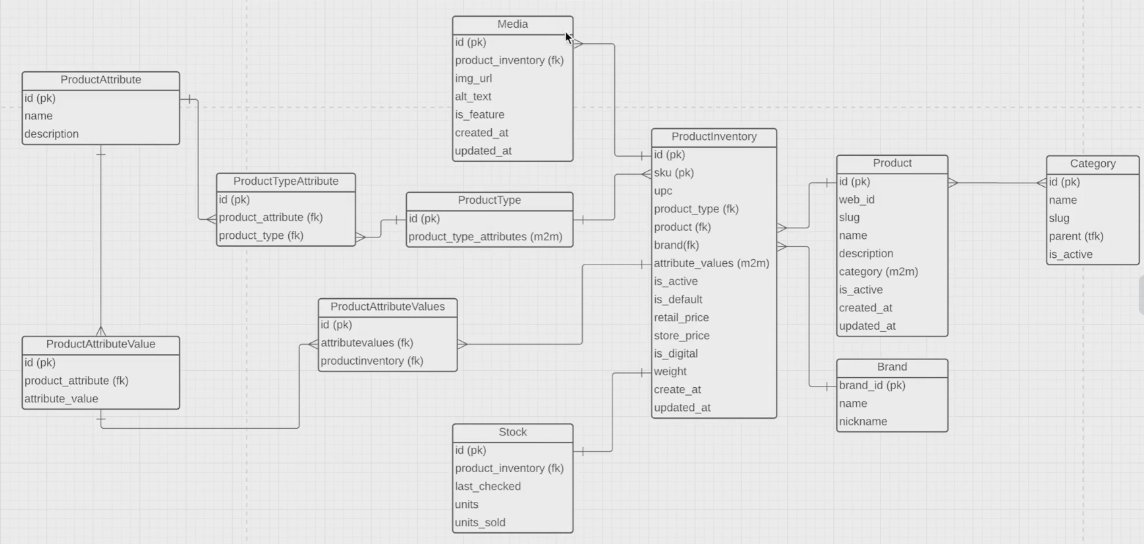 Media
id (pk)
product_inventory (fk)
img_url
alt_text
is_feature
created_at
updated_at
ProductAttribute
id (pk)
name
description
ProductTypeAttribute
id (pk)
product_attribute (fk)
product_type (fk)
ProductType
id (pk)
product_type_attributes (m2m)
ProductInventory
id (pk)
sku (pk)
upc
product_type (fk)
product (fk)
brand(fk)
attribute_values (m2m)
is_active
is_default
retail_price
store_price
is_digital
weight
create_at
updated_at
Product
id (pk)
web_id
slug
name
description
category (m2m)
is_active
created_at
updated_at
Category
id (pk)
name
slug
parent (tfk)
is_active
ProductAttributeValues
id (pk)
attributevalues (fk)
productinventory (fk)
ProductAttributeValue
id (pk)
product_attribute (fk)
attribute_value
Brand
brand_id (pk)
name
nickname
Stock
id (pk)
product_inventory (fk)
last_checked
units
units_sold